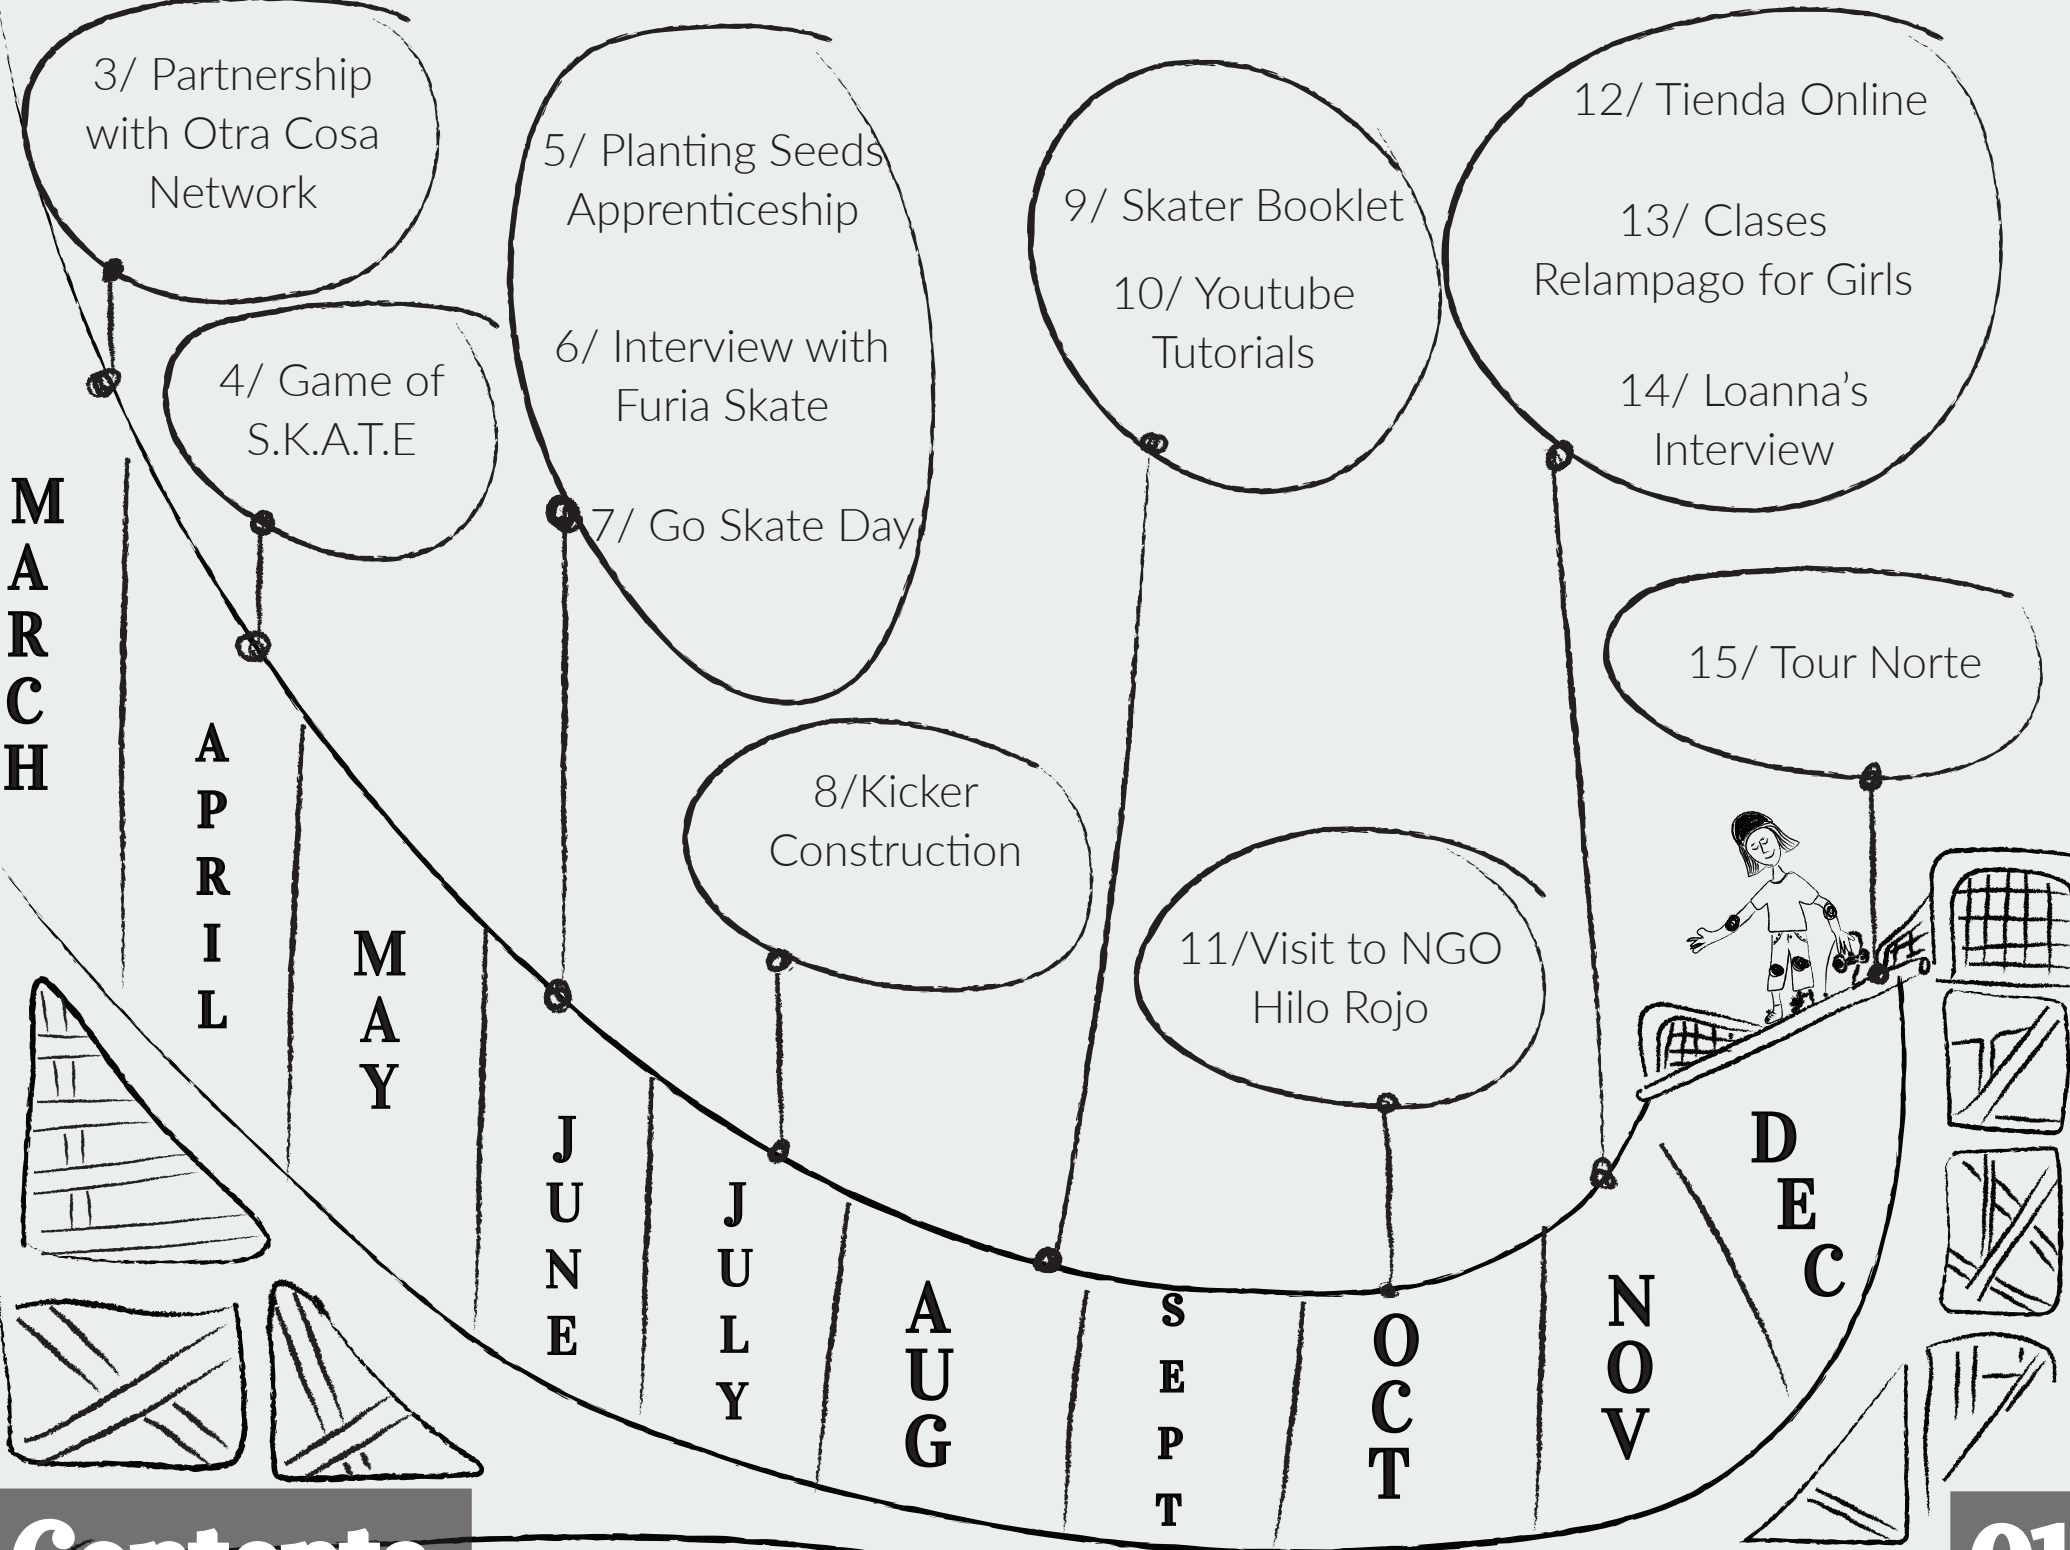 3/ Partnership
with Otra Cosa
Network
4/ Game of
S.K.A.T.E
5/ Planting Seeds
Apprenticeship
6/ Interview with
Furia Skate
7/ Go Skate Day
8/Kicker
Construction
9/ Skater Booklet
10/ Youtube
Tutorials
11/Visit to NGO
Hilo Rojo
12/ Tienda Online
13/ Clases
Relampago for Girls
14/ Loanna’s
Interview
15/ Tour Norte
MARCH
APRIL
MAY
JUNE
JULY
AUG
SEPT
OCT
NOV
DEC
Contents
01